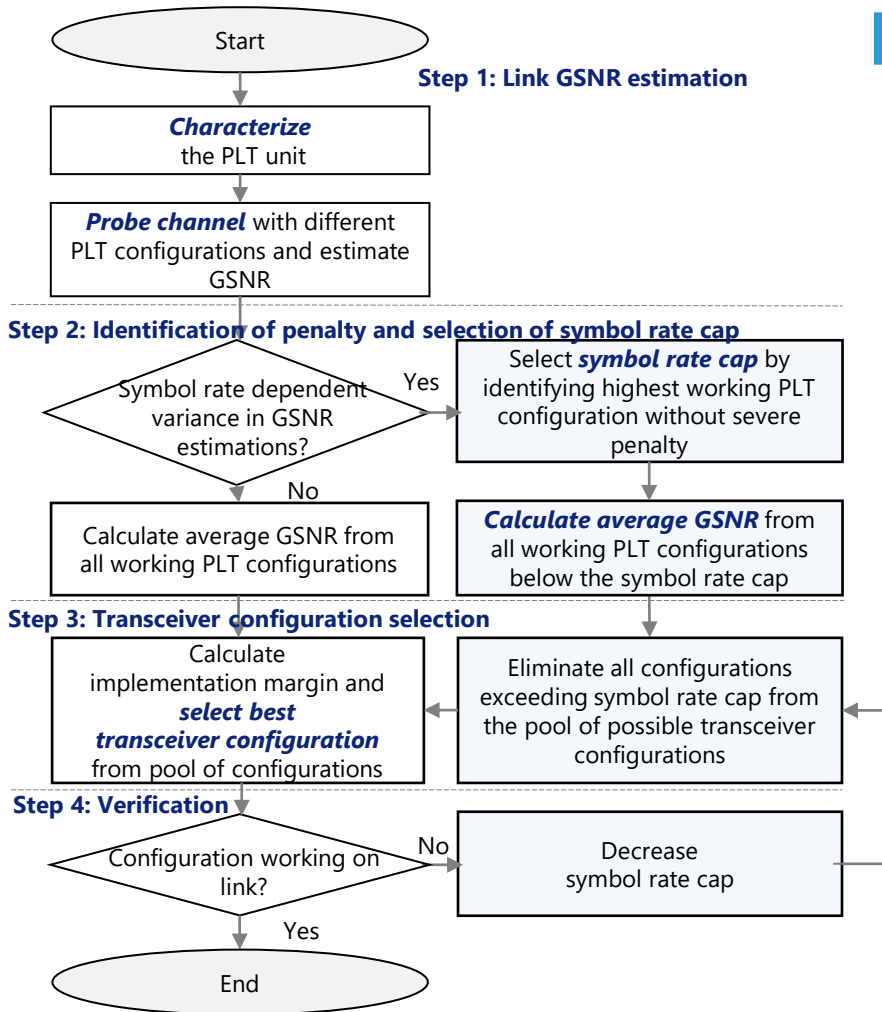 Start
Step 1: Link GSNR estimation
Characterize
the PLT unit
Probe channel with different
PLT configurations and estimate
GSNR
Step 2: Identification of penalty and selection of symbol rate cap
Symbol rate dependent
variance in GSNR
estimations?
Yes
Select symbol rate cap by
identifying highest working PLT
configuration without severe
penalty
No
Calculate average GSNR from
all working PLT configurations
Calculate average GSNR from
all working PLT configurations
below the symbol rate cap
Step 3: Transceiver configuration selection
Calculate
implementation margin and
select best
transceiver configuration
from pool of configurations
Eliminate all configurations
exceeding symbol rate cap from
the pool of possible transceiver
configurations
Step 4: Verification
Configuration working on
link?
No
Decrease
symbol rate cap
Yes
End